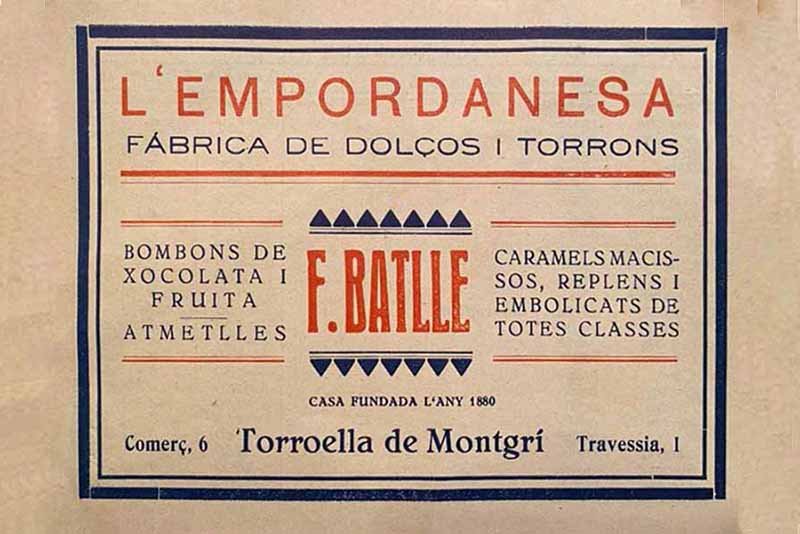 L'EMPORDANESA
FÁBRICA DE DOLÇOS I TORRONS
BOMBONS DE
XOCOLATA I
FRUITA
ATMETLLES
F. BATLLE
CARAMELS MACIS-
SOS, REPLENS I
EMBOLICATS DE
TOTES CLASSES
CASA FUNDADA L'ANY 1880
Comerç, 6 Torroella de Montgrí Travessia, 1